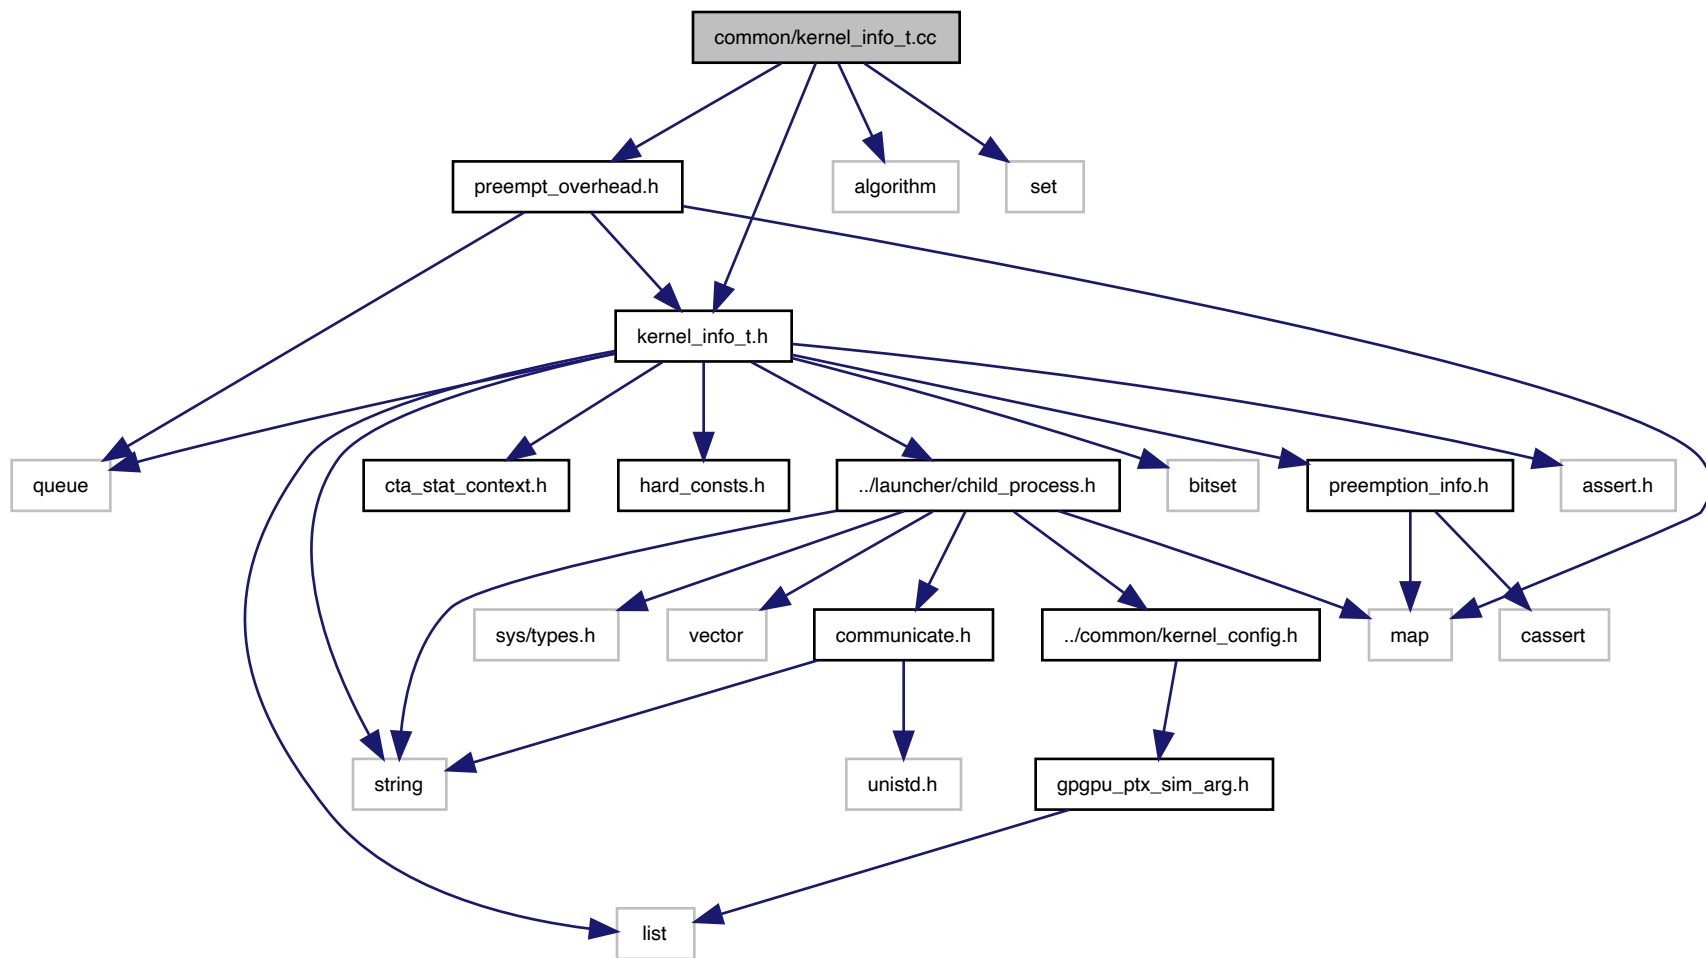 common/kernel_info_t.cc
preempt_overhead.h
algorithm
set
kernel_info_t.h
queue
cta_stat_context.h
hard_consts.h
../launcher/child_process.h
bitset
preemption_info.h
assert.h
sys/types.h
vector
communicate.h
../common/kernel_config.h
map
cassert
string
unistd.h
gpgpu_ptx_sim_arg.h
list